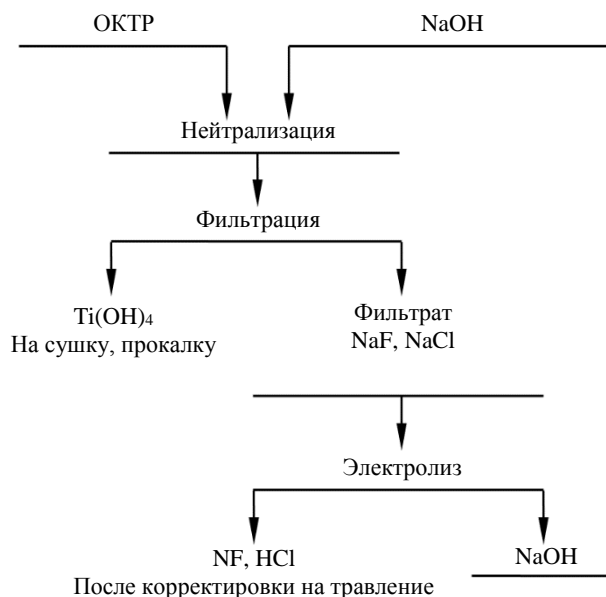 ОКТР
NaOH
Нейтрализация
Фильтрация
Ti(OH)₄
На сушку, прокалку
Фильтрат
NaF, NaCl
Электролиз
NF, HCl
После корректировки на травление
NaOH